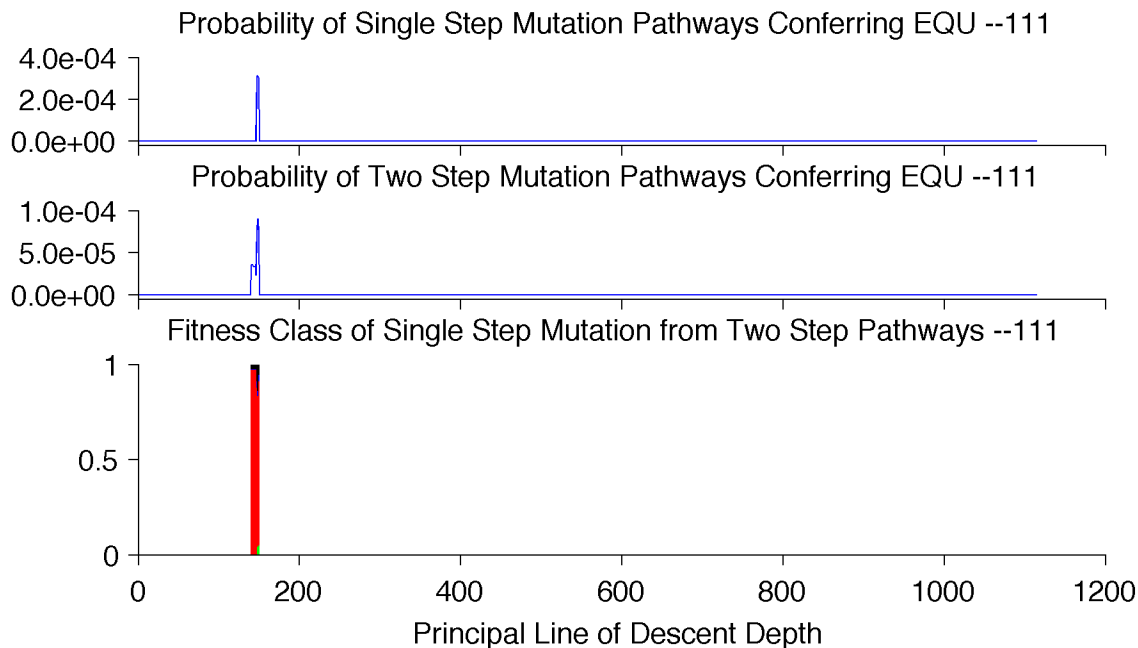 Probability of Single Step Mutation Pathways Conferring EQU --111
4.0e-04
2.0e-04
0.0e+00
Probability of Two Step Mutation Pathways Conferring EQU --111
1.0e-04
5.0e-05
0.0e+00
Fitness Class of Single Step Mutation from Two Step Pathways --111
1
0.5
0
0 200 400 600 800 1000 1200
Principal Line of Descent Depth